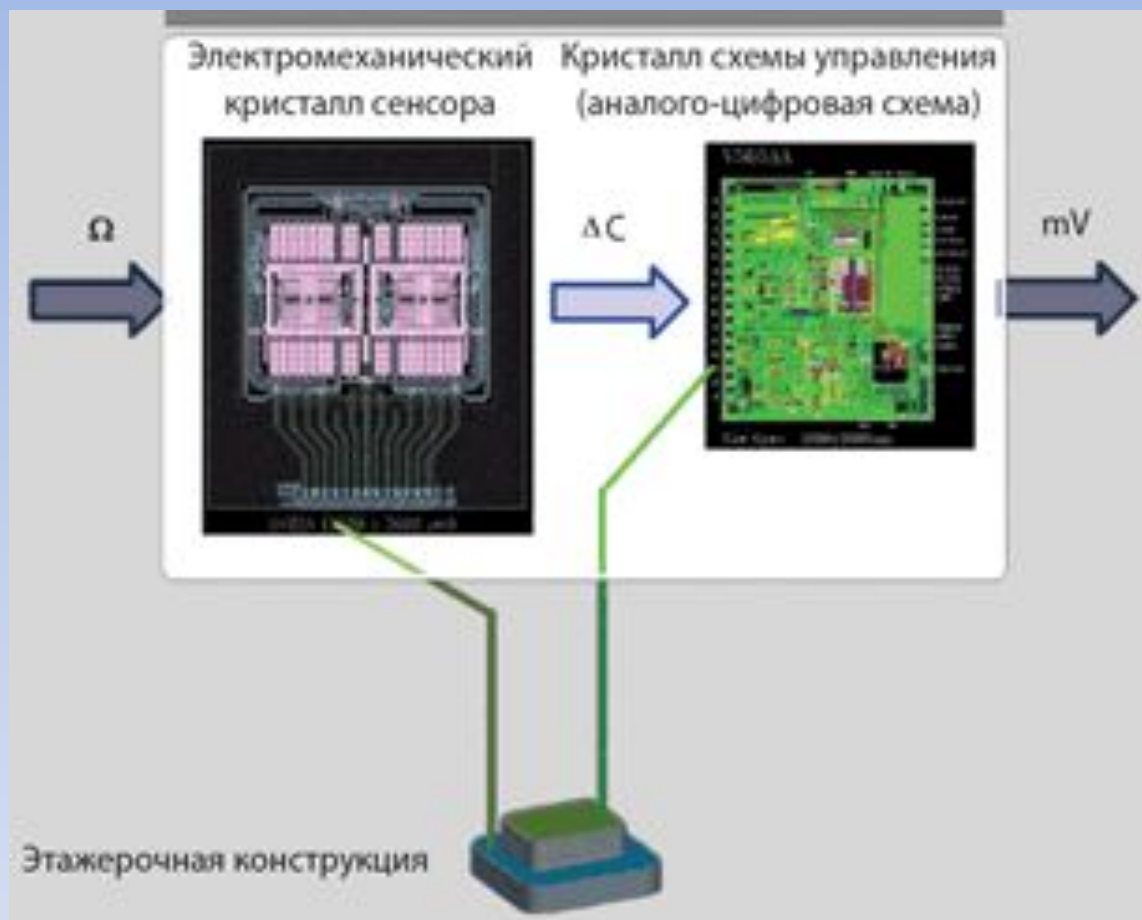 Электромеханический
кристалл сенсора
Кристалл схемы управления
(аналого-цифровая схема)
Ω
ΔC
mV
Этажерочная конструкция